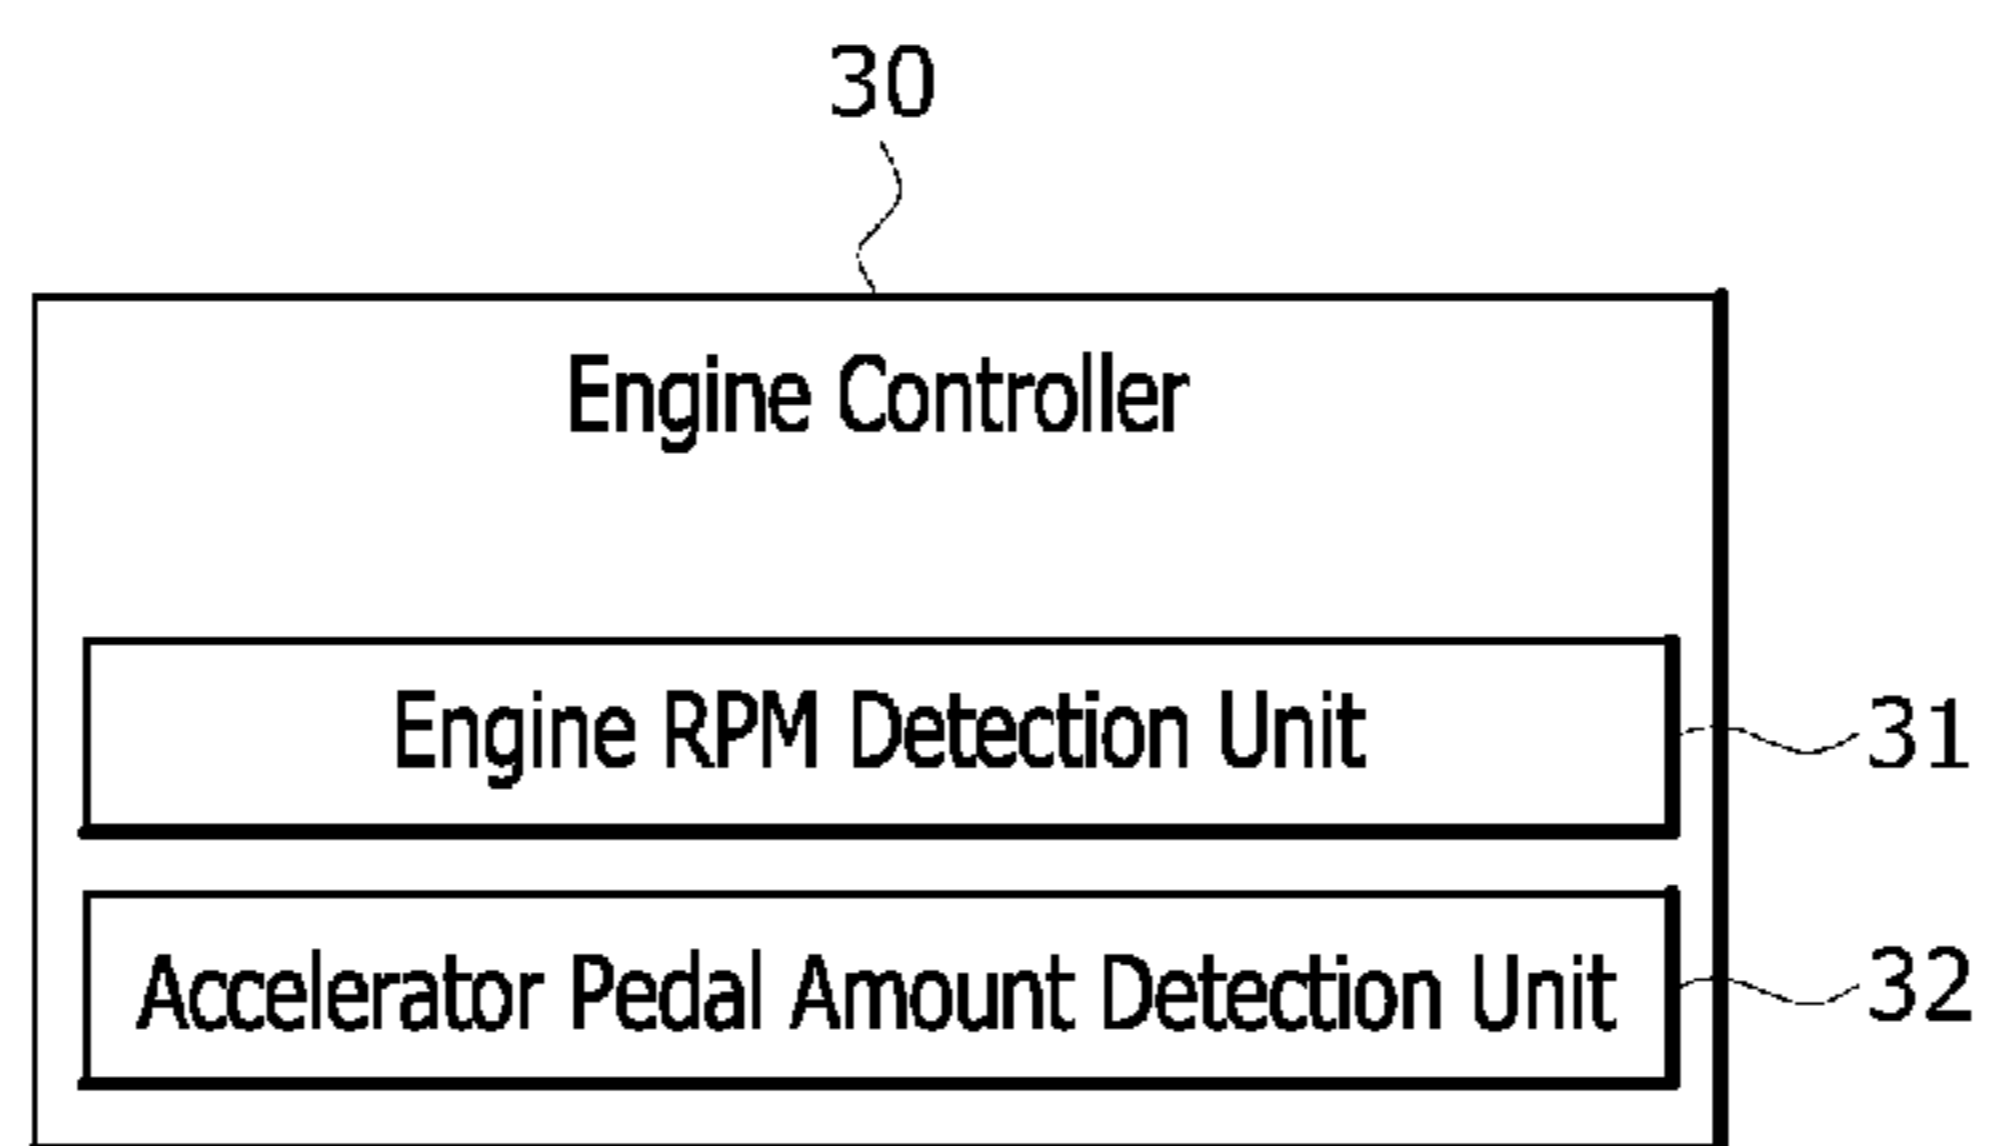 30
Engine Controller
Engine RPM Detection Unit
31
Accelerator Pedal Amount Detection Unit
32